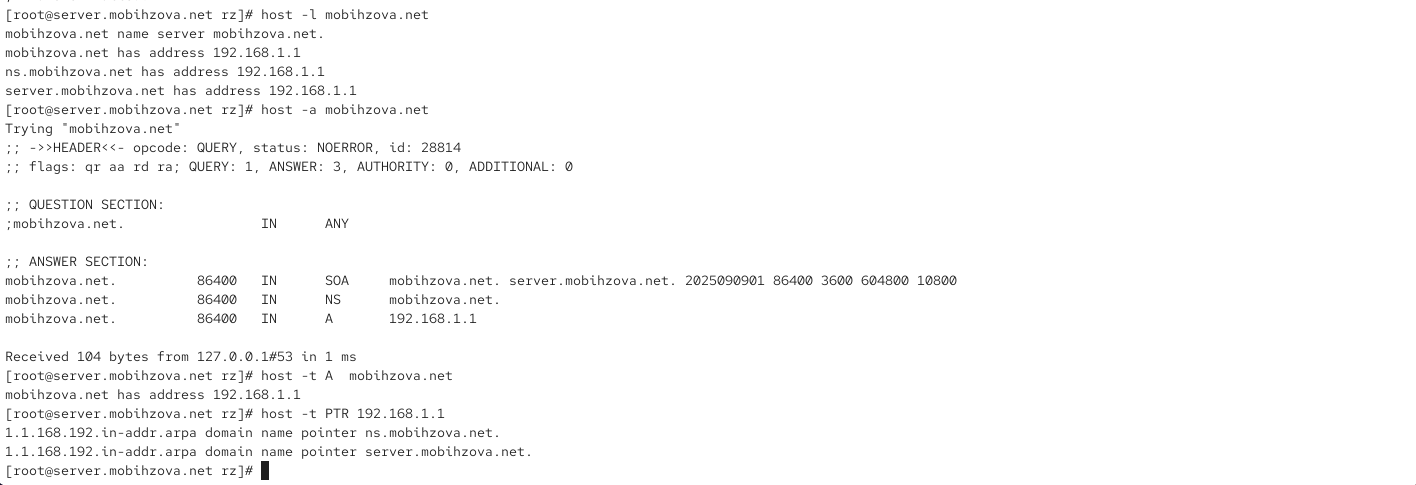 [root@server.mobihzova.net rz]# host -l mobihzova.net
mobihzova.net name server mobihzova.net.
mobihzova.net has address 192.168.1.1
ns.mobihzova.net has address 192.168.1.1
server.mobihzova.net has address 192.168.1.1
[root@server.mobihzova.net rz]# host -a mobihzova.net
Trying "mobihzova.net"
;; ->>HEADER<<- opcode: QUERY, status: NOERROR, id: 28814
;; flags: qr aa rd ra; QUERY: 1, ANSWER: 3, AUTHORITY: 0, ADDITIONAL: 0

;; QUESTION SECTION:
;mobihzova.net.                 IN      ANY

;; ANSWER SECTION:
mobihzova.net.          86400   IN      SOA     mobihzova.net. server.mobihzova.net. 2025090901 86400 3600 604800 10800
mobihzova.net.          86400   IN      NS      mobihzova.net.
mobihzova.net.          86400   IN      A       192.168.1.1

Received 104 bytes from 127.0.0.1#53 in 1 ms
[root@server.mobihzova.net rz]# host -t A  mobihzova.net
mobihzova.net has address 192.168.1.1
[root@server.mobihzova.net rz]# host -t PTR 192.168.1.1
1.1.168.192.in-addr.arpa domain name pointer ns.mobihzova.net.
1.1.168.192.in-addr.arpa domain name pointer server.mobihzova.net.
[root@server.mobihzova.net rz]#